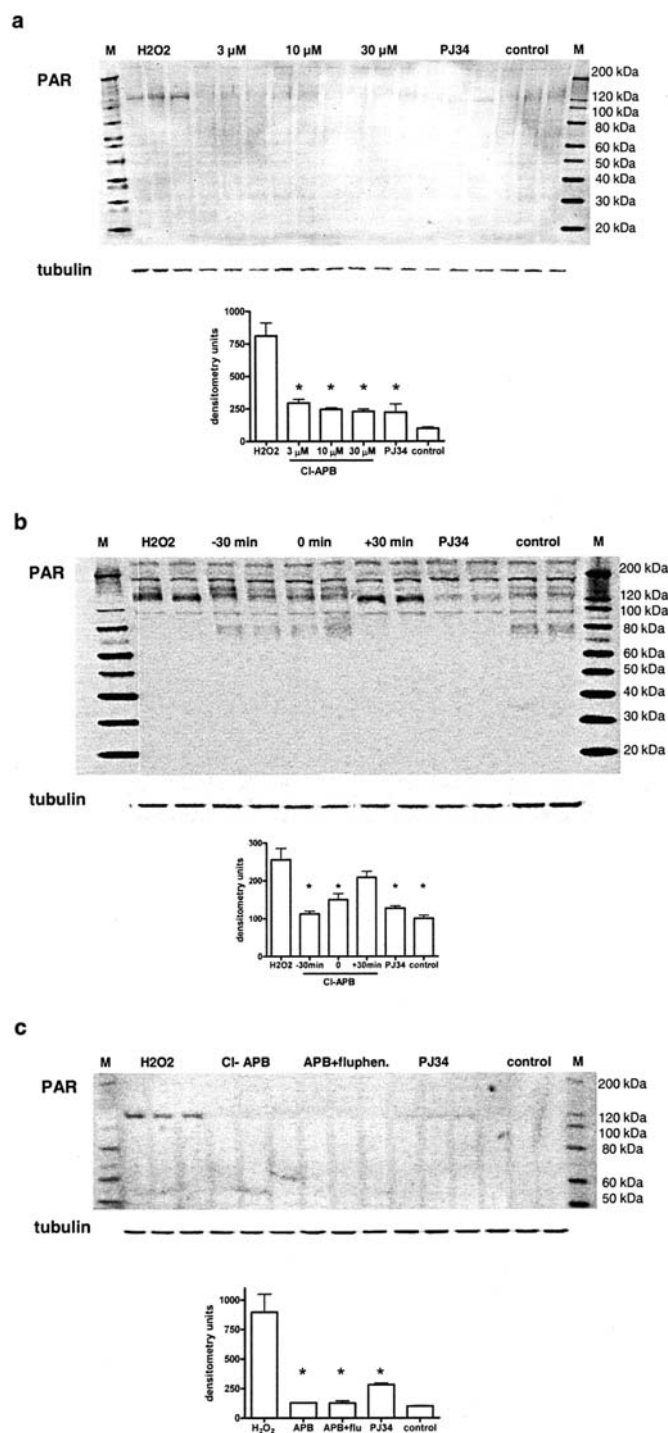 a
M H2O2 3 µM 10 µM 30 µM PJ34 control M
PAR
200 kDa
120 kDa
100 kDa
80 kDa
60 kDa
50 kDa
40 kDa
30 kDa
20 kDa
tubulin
densitometry units
1000
750
500
250
0
* * * *
H2O2 3 µM 10 µM 30 µM PJ34 control
Cl-APB
b
M H2O2 -30 min 0 min +30 min PJ34 control M
PAR
200 kDa
120 kDa
100 kDa
80 kDa
60 kDa
50 kDa
40 kDa
30 kDa
20 kDa
tubulin
densitometry units
300
200
100
0
* * * *
H2O2 -30min 0 +30min PJ34 control
Cl-APB
c
M H2O2 Cl- APB APB+fluphen. PJ34 control M
PAR
200 kDa
120 kDa
100 kDa
80 kDa
60 kDa
50 kDa
tubulin
densitometry units
1000
750
500
250
0
* * *
H₂O₂ APB APB+flu PJ34 control